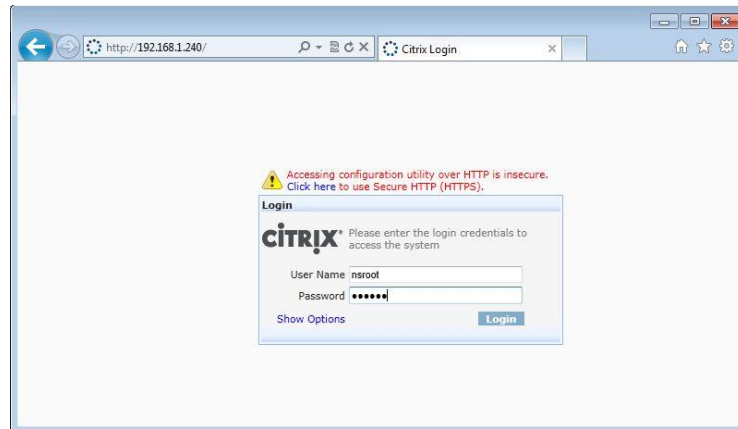 http://192.168.1.240/
Citrix Login
Accessing configuration utility over HTTP is insecure.
Click here to use Secure HTTP (HTTPS).
Login
CITRIX Please enter the login credentials to
access the system
User Name nsroot
Password ••••••
Show Options Login